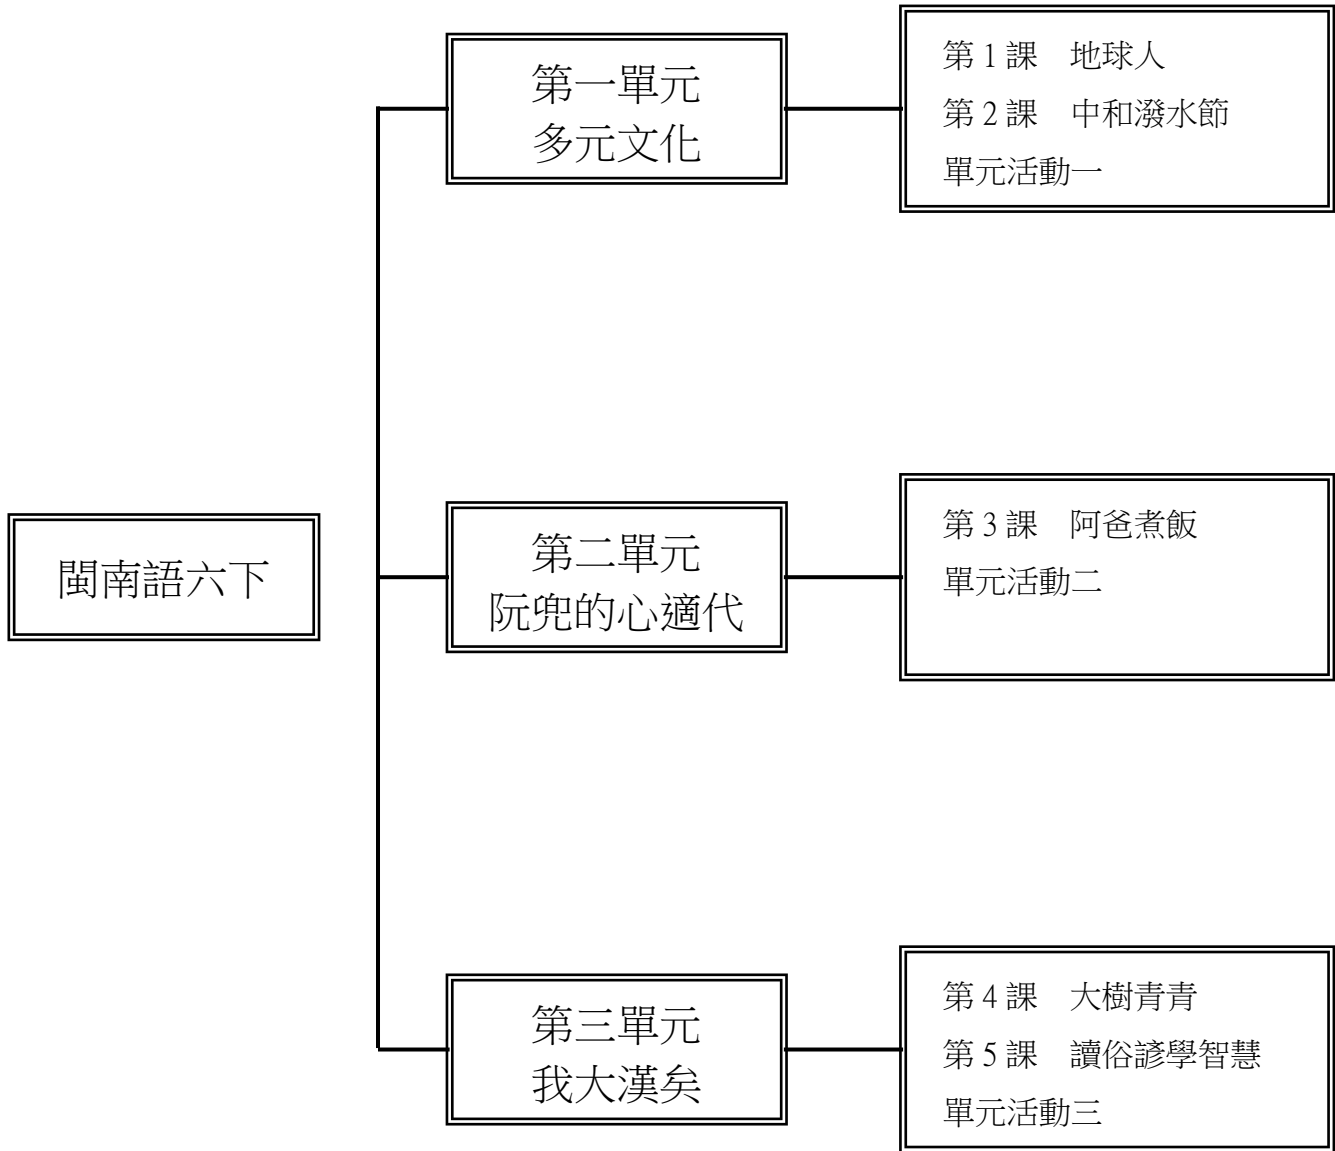 閩南語六下
第一單元
多元文化
第1課　地球人
第2課　中和潑水節
單元活動一
第二單元
阮兜的心適代
第3課　阿爸煮飯
單元活動二
第三單元
我大漢矣
第4課　大樹青青
第5課　讀俗諺學智慧
單元活動三